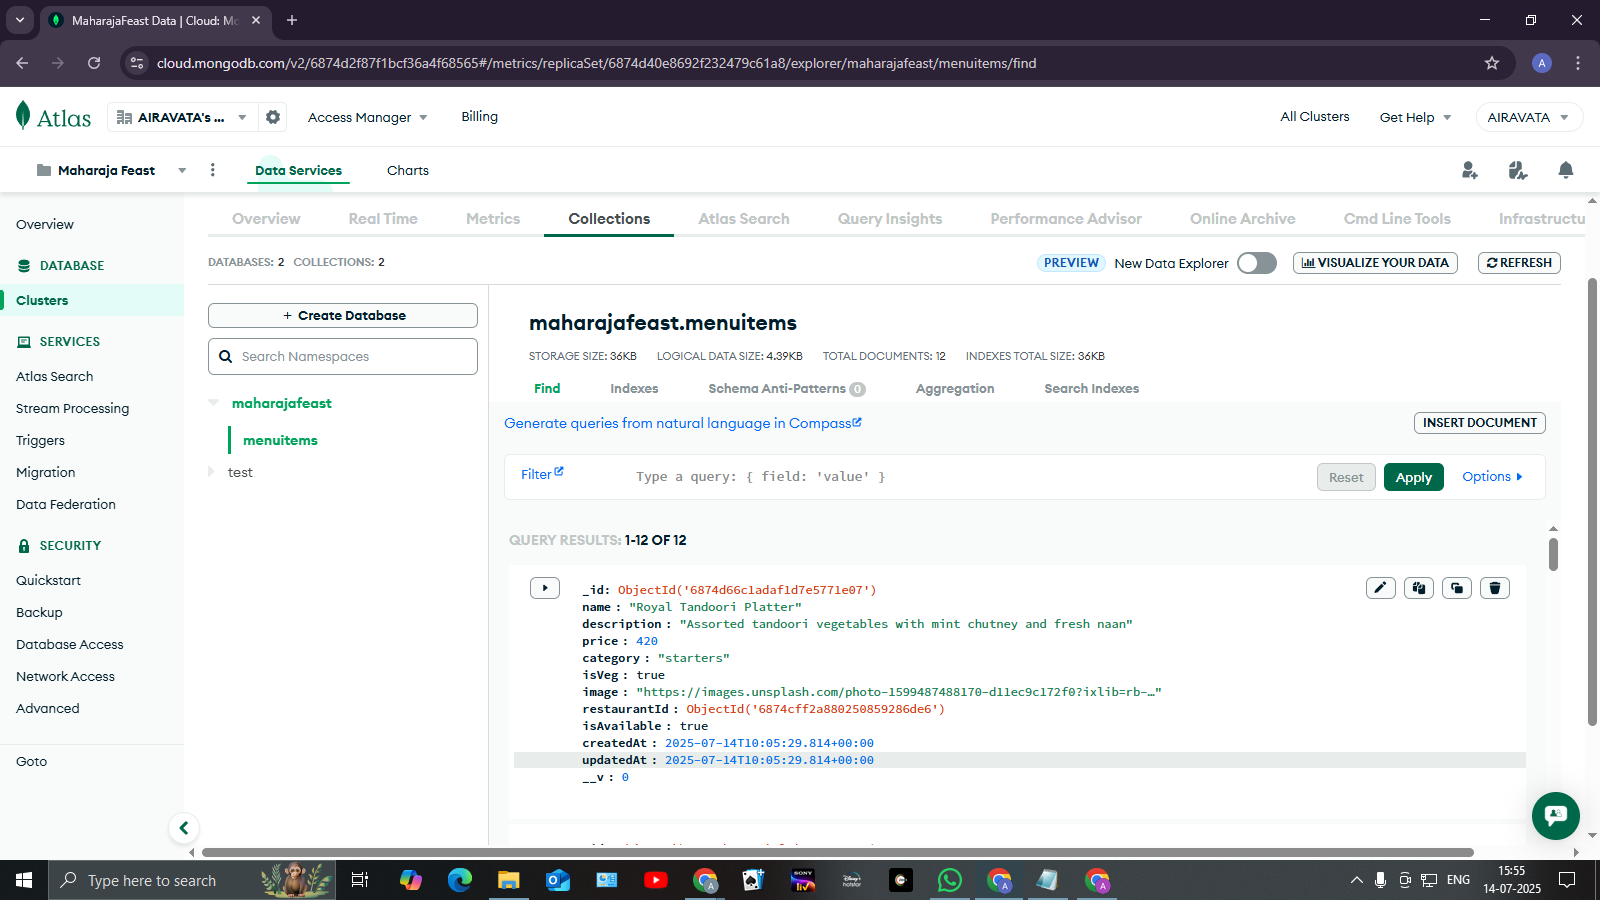 MaharajaFeast Data | Cloud: Mo
cloud.mongodb.com/v2/6874d2f87f1bcf36a4f68565#/metrics/replicaSet/6874d40e8692f232479c61a8/explorer/maharajafeast/menuitems/find
A
Atlas
AIRAVATA's ...
Access Manager
Billing
All Clusters
Get Help
AIRAVATA
Maharaja Feast
Data Services
Charts
Overview
DATABASE
Clusters
SERVICES
Atlas Search
Stream Processing
Triggers
Migration
Data Federation
SECURITY
Quickstart
Backup
Database Access
Network Access
Advanced
Goto
Overview
Real Time
Metrics
Collections
Atlas Search
Query Insights
Performance Advisor
Online Archive
Cmd Line Tools
Infrastructu
DATABASES: 2 COLLECTIONS: 2
PREVIEW New Data Explorer
VISUALIZE YOUR DATA
REFRESH
+ Create Database
Search Namespaces
maharajafeast
menuitems
test
maharajafeast.menuitems
STORAGE SIZE: 36KB LOGICAL DATA SIZE: 4.39KB TOTAL DOCUMENTS: 12 INDEXES TOTAL SIZE: 36KB
Find
Indexes
Schema Anti-Patterns 0
Aggregation
Search Indexes
Generate queries from natural language in Compass
INSERT DOCUMENT
Filter
Type a query: { field: 'value' }
Reset
Apply
Options
QUERY RESULTS: 1-12 OF 12
_id: ObjectId('6874d66c1adaf1d7e5771e07')
name : "Royal Tandoori Platter"
description : "Assorted tandoori vegetables with mint chutney and fresh naan"
price : 420
category : "starters"
isVeg : true
image : "https://images.unsplash.com/photo-1599487488170-d11ec9c172f0?ixlib=rb-…"
restaurantId : ObjectId('6874cff2a880250859286de6')
isAvailable : true
createdAt : 2025-07-14T10:05:29.814+00:00
updatedAt : 2025-07-14T10:05:29.814+00:00
__v : 0
Type here to search
SONY
liv
Disney+
hotstar
ENG
15:55
14-07-2025